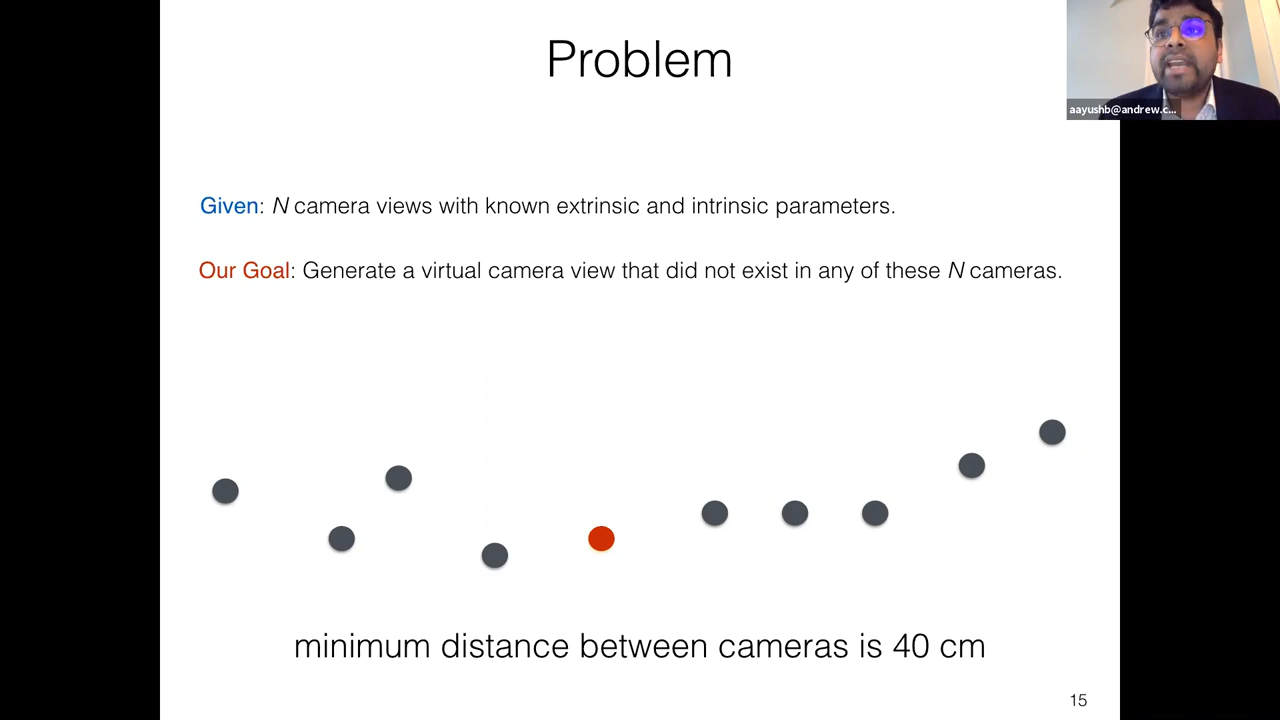 Problem
aayushb@andrew.c...
Given: N camera views with known extrinsic and intrinsic parameters.
Our Goal: Generate a virtual camera view that did not exist in any of these N cameras.
minimum distance between cameras is 40 cm
15